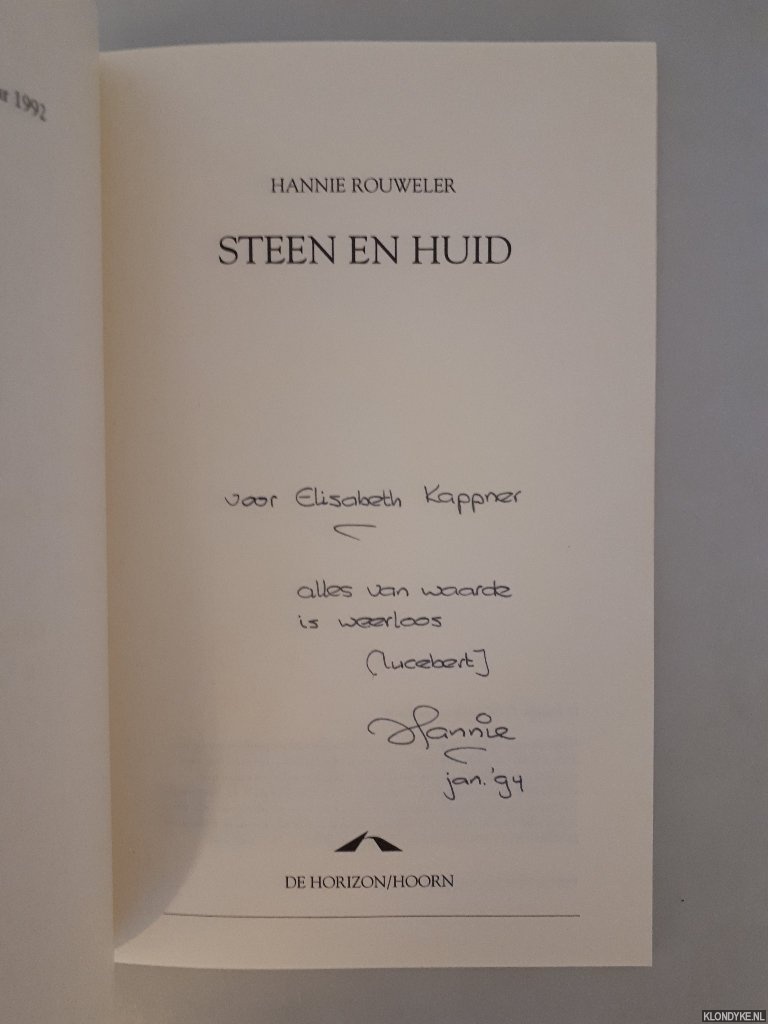 1992
HANNIE ROUWELER
STEEN EN HUID
voor Elisabeth Kappner
alles van waarde
is weerloos
(lucebert]
Hannie
jan. '94
DE HORIZON/HOORN
KLONDYKE.NL